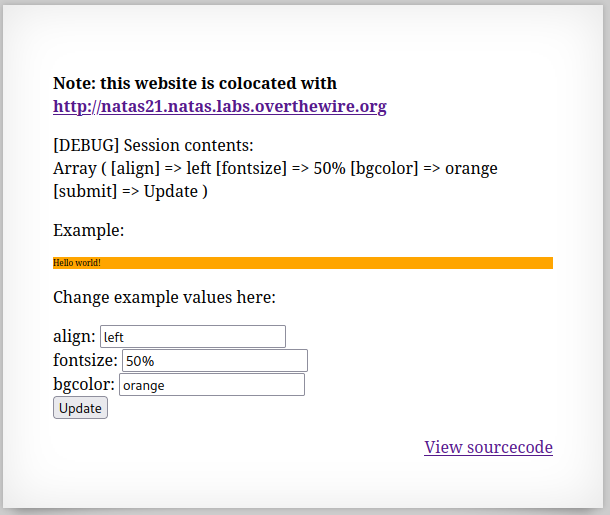 Note: this website is colocated with
http://natas21.natas.labs.overthewire.org
[DEBUG] Session contents:
Array ( [align] => left [fontsize] => 50% [bgcolor] => orange
[submit] => Update )
Example:
Hello world!
Change example values here:
align: left
fontsize: 50%
bgcolor: orange
Update
View sourcecode